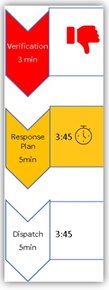 Verification
3 min
Response
Plan
5min
3:45
Dispatch
5min
3:45